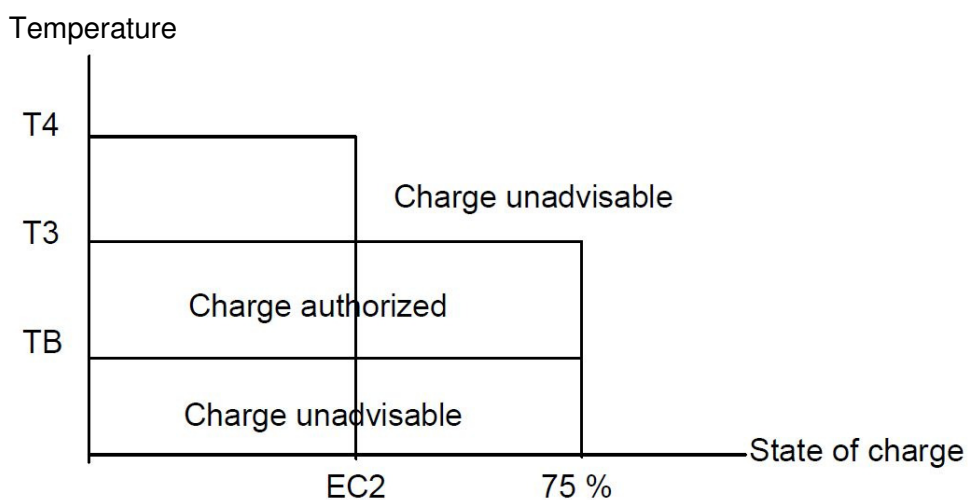 Temperature
T4
Charge unadvisable
T3
Charge authorized
TB
Charge unadvisable
State of charge
EC2
75 %